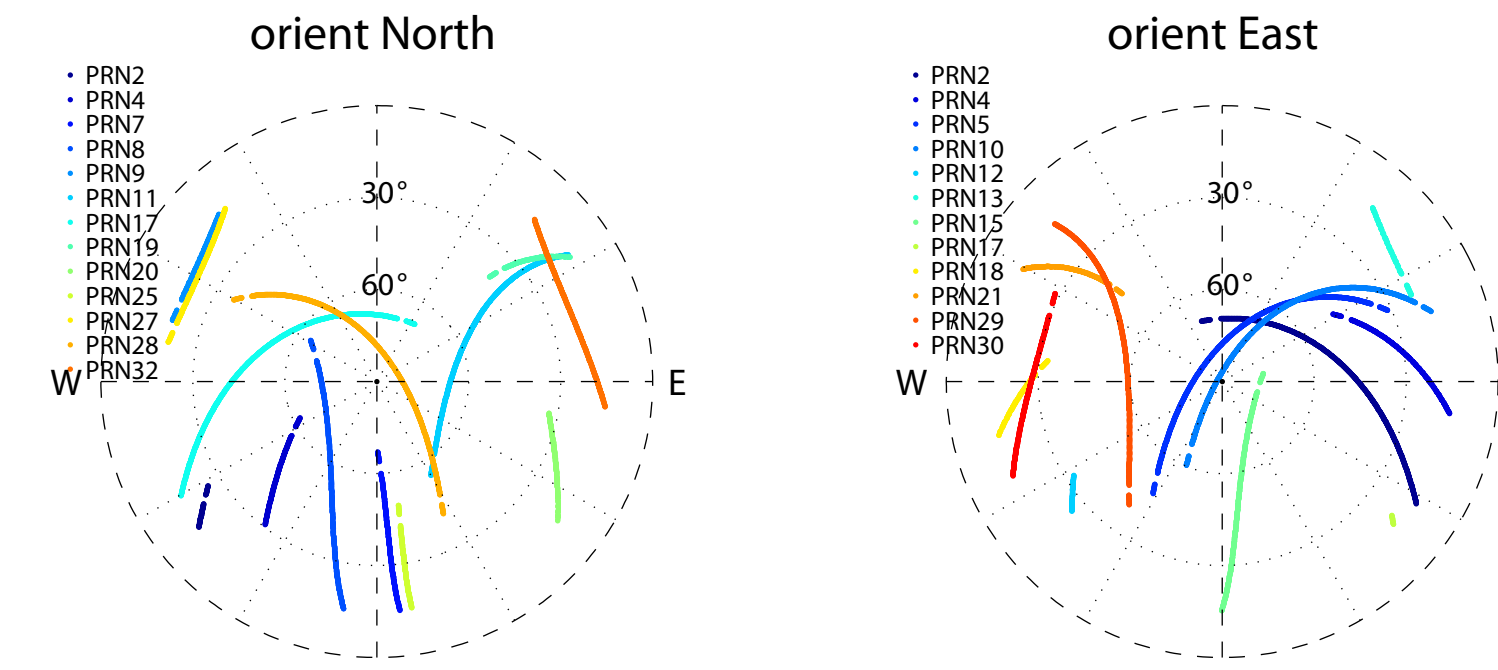 orient North
PRN2
PRN4
PRN7
PRN8
PRN9
PRN11
PRN17
PRN19
PRN20
PRN25
PRN27
PRN28
PRN32
30°
60°
W
E
orient East
PRN2
PRN4
PRN5
PRN10
PRN12
PRN13
PRN15
PRN17
PRN18
PRN21
PRN29
PRN30
30°
60°
W